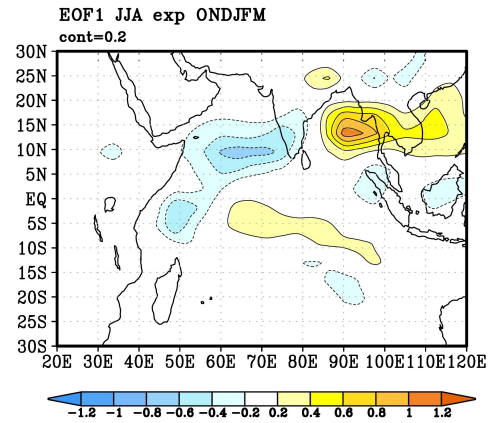 EOF1 JJA exp ONDJFM
cont=0.2
30N
25N
20N
15N
10N
5N
EQ
5S
10S
15S
20S
25S
30S
20E 30E 40E 50E 60E 70E 80E 90E 100E 110E 120E
-1.2 -1 -0.8 -0.6 -0.4 -0.2 0.2 0.4 0.6 0.8 1 1.2